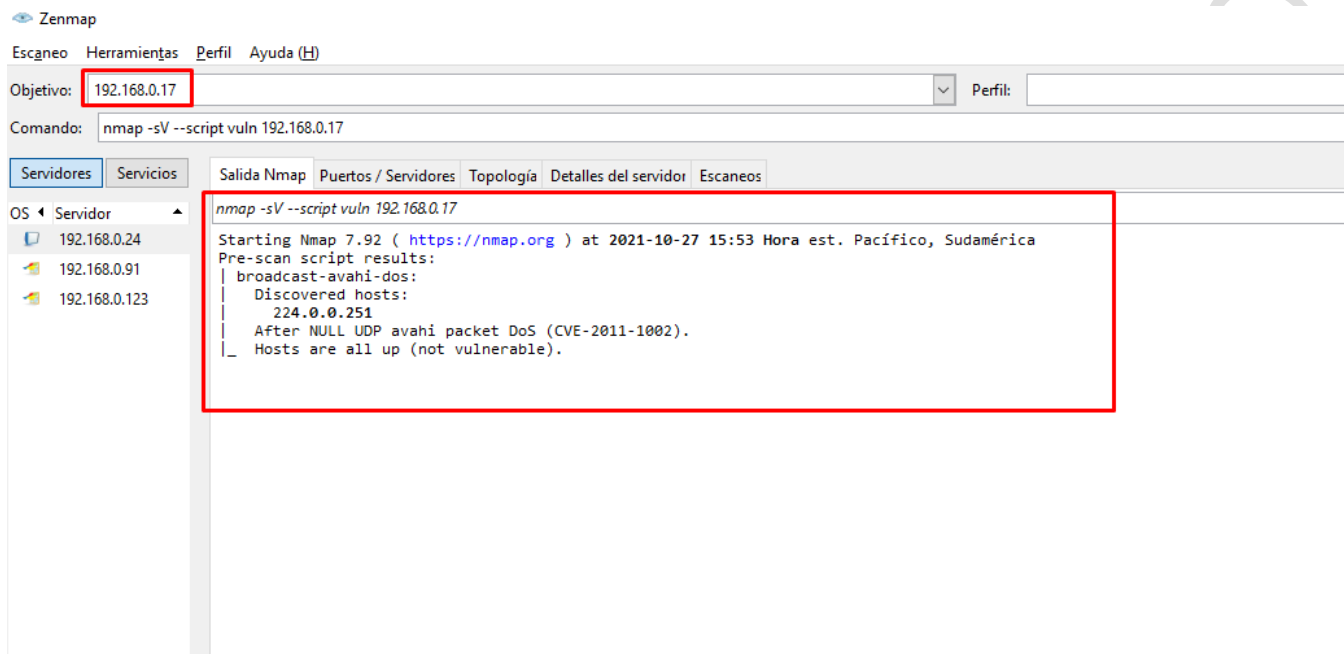 Zenmap
Escaneo Herramientas Perfil Ayuda (H)
Objetivo: 192.168.0.17 Perfil:
Comando: nmap -sV --script vuln 192.168.0.17
Servidores Servicios Salida Nmap Puertos / Servidores Topología Detalles del servidor Escaneos
OS Servidor
nmap -sV --script vuln 192.168.0.17
192.168.0.24
192.168.0.91
192.168.0.123
Starting Nmap 7.92 ( https://nmap.org ) at 2021-10-27 15:53 Hora est. Pacífico, Sudamérica
Pre-scan script results:
| broadcast-avahi-dos:
|   Discovered hosts:
|     224.0.0.251
|   After NULL UDP avahi packet DoS (CVE-2011-1002).
|_  Hosts are all up (not vulnerable).